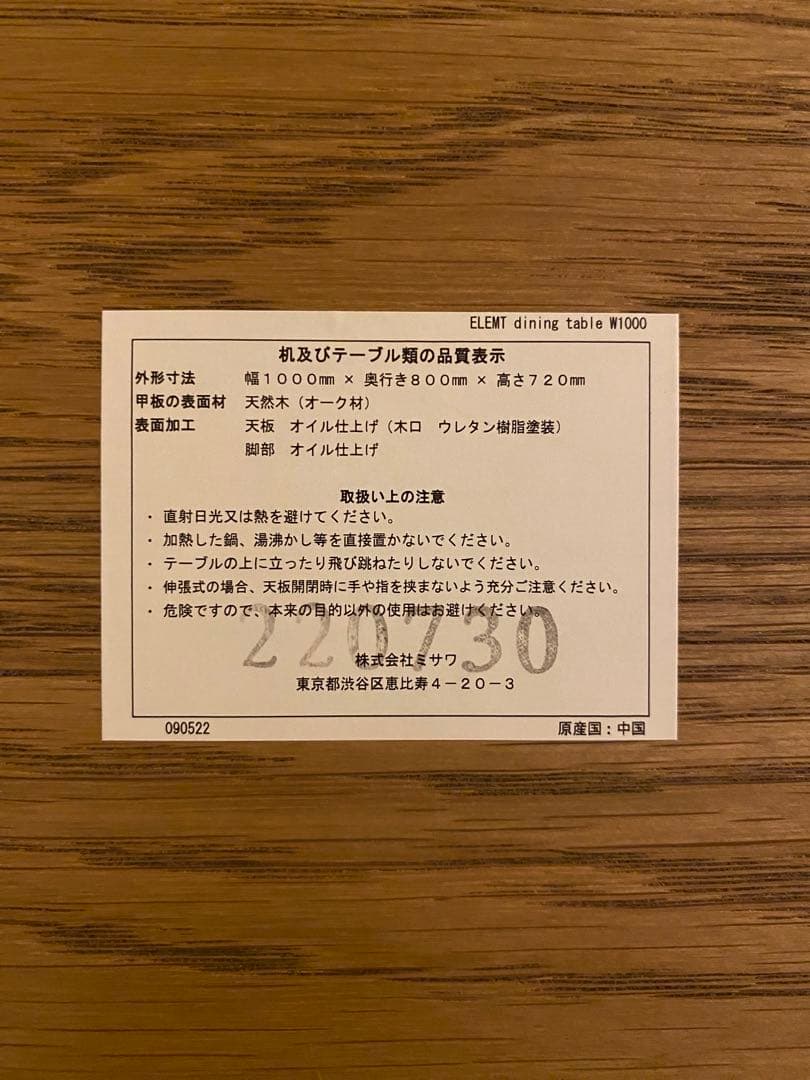 ELEMT dining table W1000
机及びテーブル類の品質表示
外形寸法 幅１０００㎜ × 奥行き８００㎜ × 高さ７２０㎜
甲板の表面材 天然木（オーク材）
表面加工 天板 オイル仕上げ（木口 ウレタン樹脂塗装）
脚部 オイル仕上げ
取扱い上の注意
・ 直射日光又は熱を避けてください。
・ 加熱した鍋、湯沸かし等を直接置かないでください。
・ テーブルの上に立ったり飛び跳ねたりしないでください。
・ 伸張式の場合、天板開閉時に手や指を挟まないよう充分ご注意ください。
・ 危険ですので、本来の目的以外の使用はお避けください。
220730
株式会社ミサワ
東京都渋谷区恵比寿４－２０－３
090522 原産国：中国